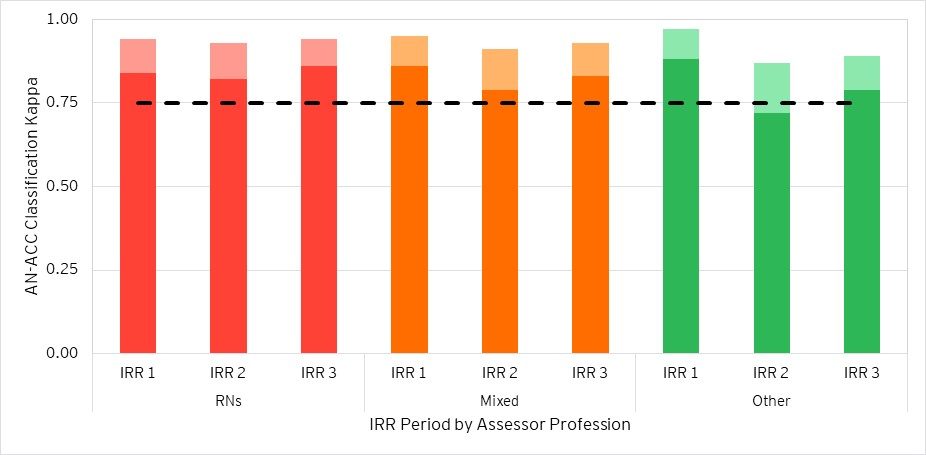 1.00
0.75
0.50
0.25
0.00
AN-ACC Classification Kappa
IRR 1 IRR 2 IRR 3 IRR 1 IRR 2 IRR 3 IRR 1 IRR 2 IRR 3
RNs Mixed Other
IRR Period by Assessor Profession